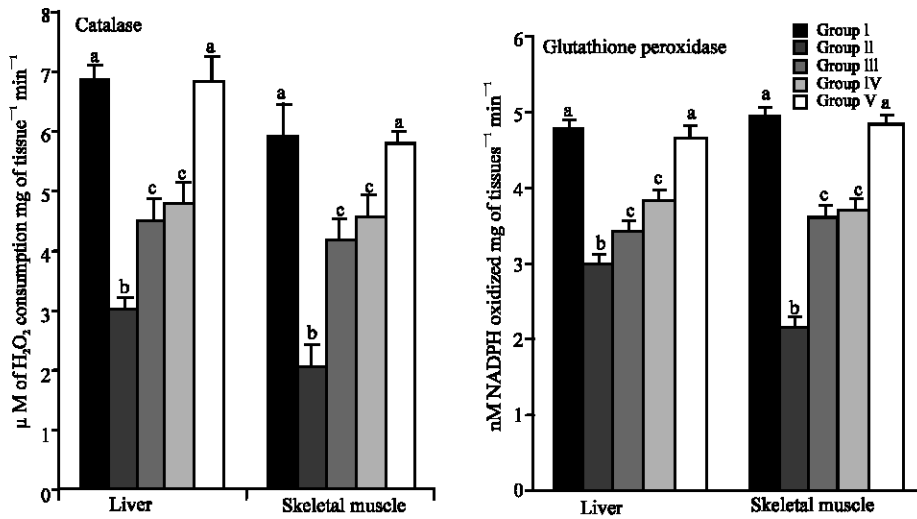 Catalase
μ M of H₂O₂ consumption mg of tissue⁻¹ min⁻¹
8
7
6
5
4
3
2
1
0
a
b
c
c
a
a
b
c
c
a
Liver
Skeletal muscle
Glutathione peroxidase
nM NADPH oxidized mg of tissues⁻¹ min⁻¹
6
5
4
3
2
1
0
Group I
Group II
Group III
Group IV
Group V
a
b
c
c
a
a
b
c
c
a
Liver
Skeletal muscle